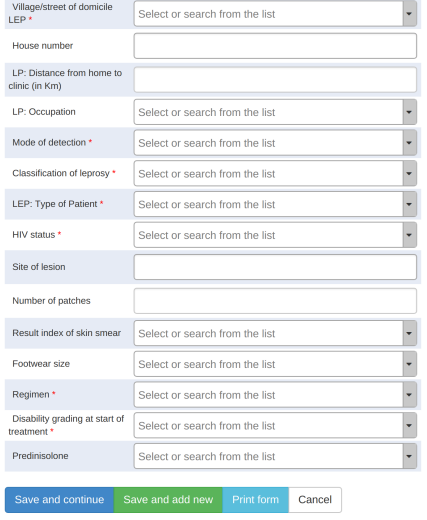 Village/street of domicile
LEP *
Select or search from the list
House number
LP: Distance from home to
clinic (in Km)
LP: Occupation
Select or search from the list
Mode of detection *
Select or search from the list
Classification of leprosy *
Select or search from the list
LEP: Type of Patient *
Select or search from the list
HIV status *
Select or search from the list
Site of lesion
Number of patches
Result index of skin smear
Select or search from the list
Footwear size
Select or search from the list
Regimen *
Select or search from the list
Disability grading at start of
treatment *
Select or search from the list
Predinisolone
Select or search from the list
Save and continue Save and add new Print form Cancel